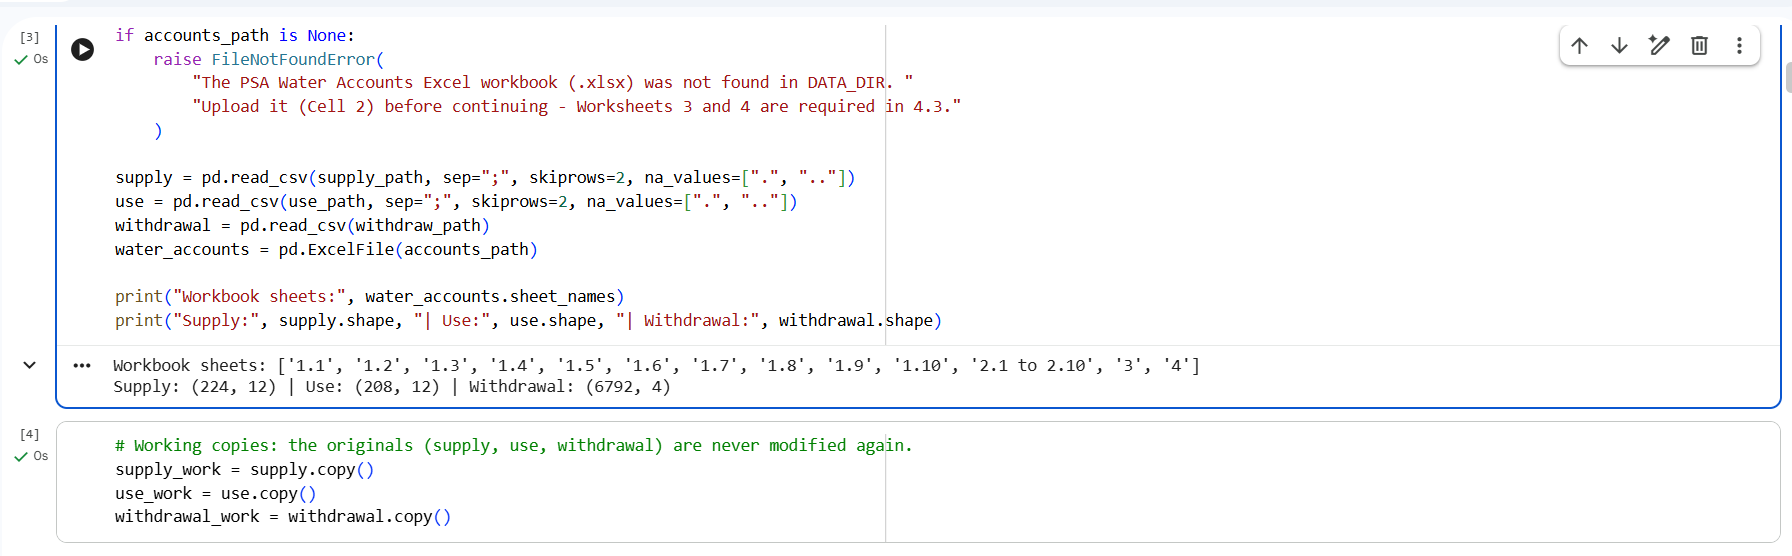 [3]
0s
if accounts_path is None:
    raise FileNotFoundError(
        "The PSA Water Accounts Excel workbook (.xlsx) was not found in DATA_DIR. "
        "Upload it (Cell 2) before continuing - Worksheets 3 and 4 are required in 4.3."
    )
supply = pd.read_csv(supply_path, sep=";", skiprows=2, na_values=[".", ".."])
use = pd.read_csv(use_path, sep=";", skiprows=2, na_values=[".", ".."])
withdrawal = pd.read_csv(withdraw_path)
water_accounts = pd.ExcelFile(accounts_path)
print("Workbook sheets:", water_accounts.sheet_names)
print("Supply:", supply.shape, "| Use:", use.shape, "| Withdrawal:", withdrawal.shape)
Workbook sheets: ['1.1', '1.2', '1.3', '1.4', '1.5', '1.6', '1.7', '1.8', '1.9', '1.10', '2.1 to 2.10', '3', '4']
Supply: (224, 12) | Use: (208, 12) | Withdrawal: (6792, 4)
[4]
0s
# Working copies: the originals (supply, use, withdrawal) are never modified again.
supply_work = supply.copy()
use_work = use.copy()
withdrawal_work = withdrawal.copy()